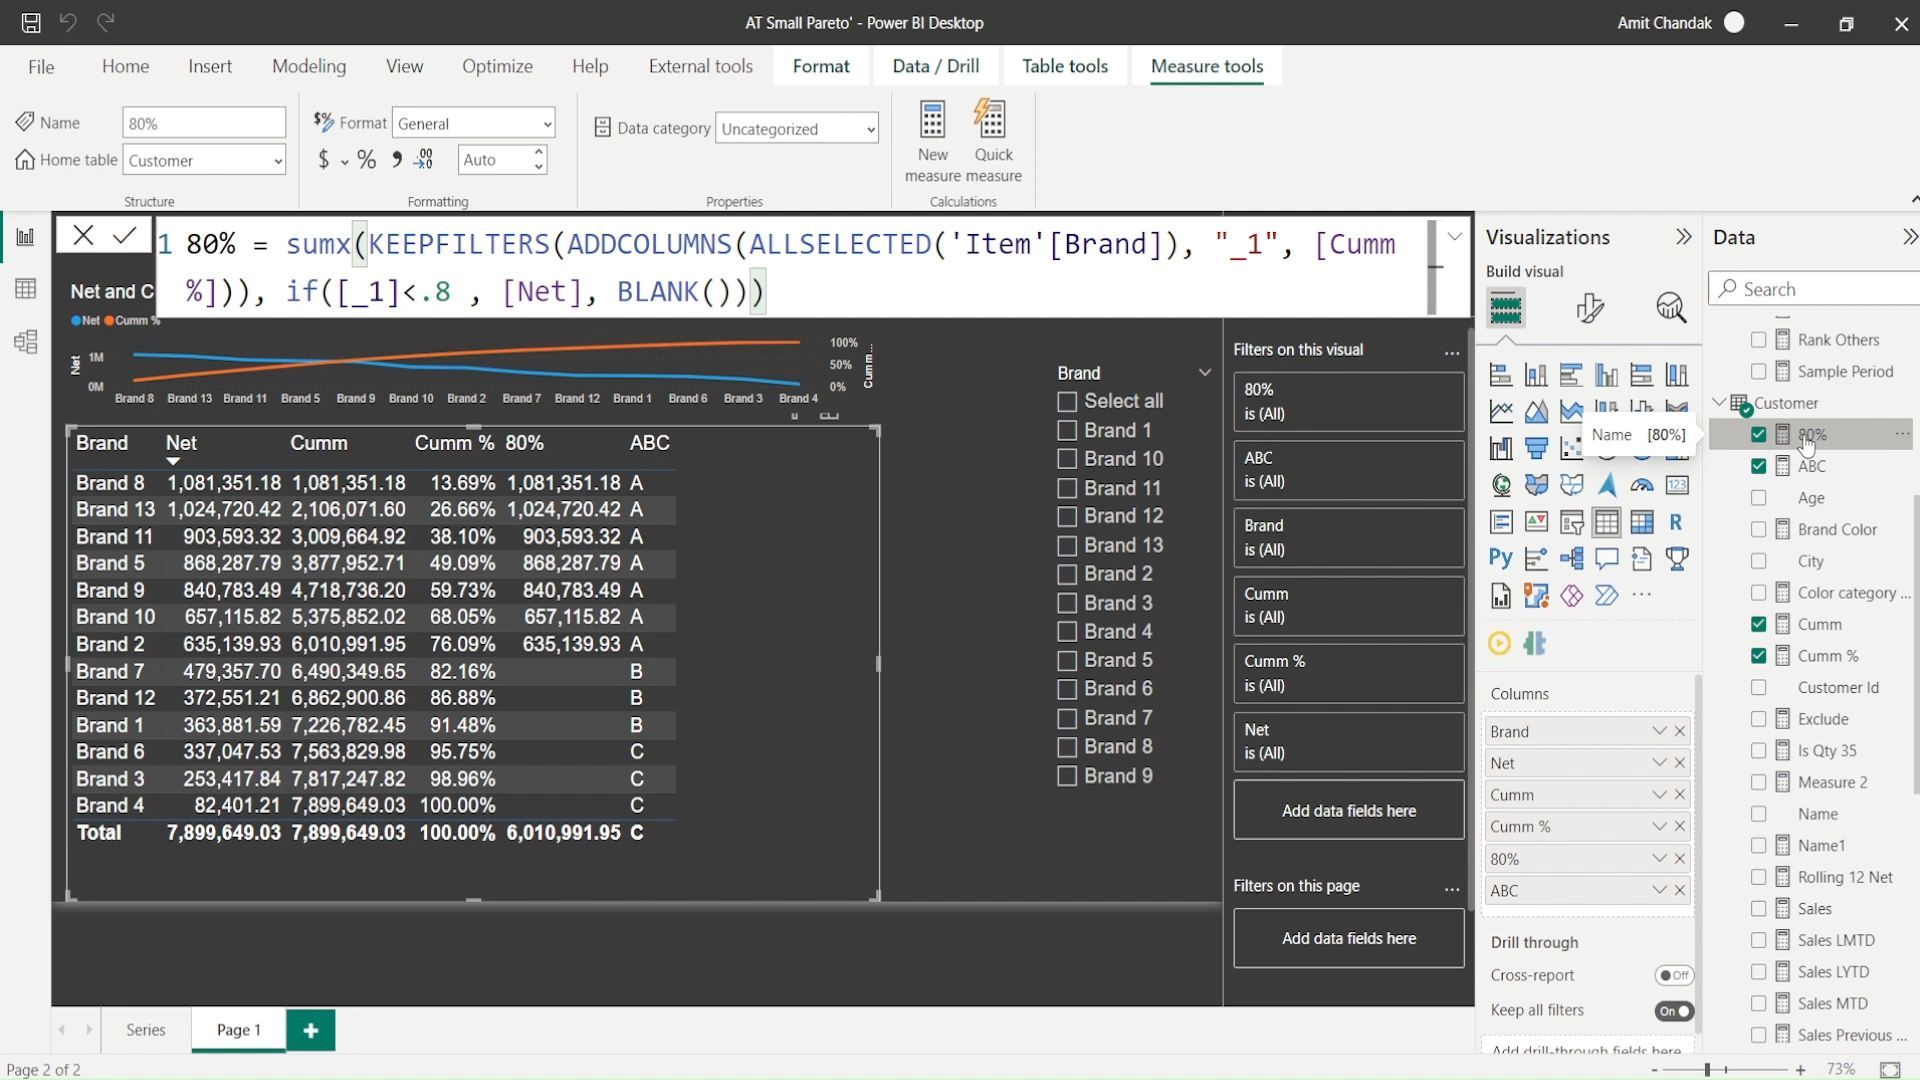 AT Small Pareto' - Power BI Desktop
Amit Chandak
File Home Insert Modeling View Optimize Help External tools Format Data / Drill Table tools Measure tools
Name 80%
Home table Customer
Structure
Format General
$ % Auto
Formatting
Data category Uncategorized
Properties
New measure
Quick measure
Calculations
1 80% = sumx(KEEPFILTERS(ADDCOLUMNS(ALLSELECTED('Item'[Brand]), "_1", [Cumm
%])), if([_1]<.8 , [Net], BLANK()))
Net and C
Net Cumm %
Net
1M
0M
100%
50%
0%
Cumm...
Brand 8 Brand 13 Brand 11 Brand 5 Brand 9 Brand 10 Brand 2 Brand 7 Brand 12 Brand 1 Brand 6 Brand 3 Brand 4
Brand Net Cumm Cumm % 80% ABC
Brand 8 1,081,351.18 1,081,351.18 13.69% 1,081,351.18 A
Brand 13 1,024,720.42 2,106,071.60 26.66% 1,024,720.42 A
Brand 11 903,593.32 3,009,664.92 38.10% 903,593.32 A
Brand 5 868,287.79 3,877,952.71 49.09% 868,287.79 A
Brand 9 840,783.49 4,718,736.20 59.73% 840,783.49 A
Brand 10 657,115.82 5,375,852.02 68.05% 657,115.82 A
Brand 2 635,139.93 6,010,991.95 76.09% 635,139.93 A
Brand 7 479,357.70 6,490,349.65 82.16% B
Brand 12 372,551.21 6,862,900.86 86.88% B
Brand 1 363,881.59 7,226,782.45 91.48% B
Brand 6 337,047.53 7,563,829.98 95.75% C
Brand 3 253,417.84 7,817,247.82 98.96% C
Brand 4 82,401.21 7,899,649.03 100.00% C
Total 7,899,649.03 7,899,649.03 100.00% 6,010,991.95 C
Brand
Select all
Brand 1
Brand 10
Brand 11
Brand 12
Brand 13
Brand 2
Brand 3
Brand 4
Brand 5
Brand 6
Brand 7
Brand 8
Brand 9
Filters on this visual ...
80%
is (All)
ABC
is (All)
Brand
is (All)
Cumm
is (All)
Cumm %
is (All)
Net
is (All)
Add data fields here
Filters on this page ...
Add data fields here
Visualizations
Build visual
123
R
Py
...
Name [80%]
Columns
Brand
Net
Cumm
Cumm %
80%
ABC
Drill through
Cross-report Off
Keep all filters On
Add drill-through fields here
Data
Search
Rank Others
Sample Period
Customer
80% ...
ABC
Age
Brand Color
City
Color category ...
Cumm
Cumm %
Customer Id
Exclude
Is Qty 35
Measure 2
Name
Name1
Rolling 12 Net
Sales
Sales LMTD
Sales LYTD
Sales MTD
Sales Previous ...
Series Page 1 +
Page 2 of 2
- + 73%